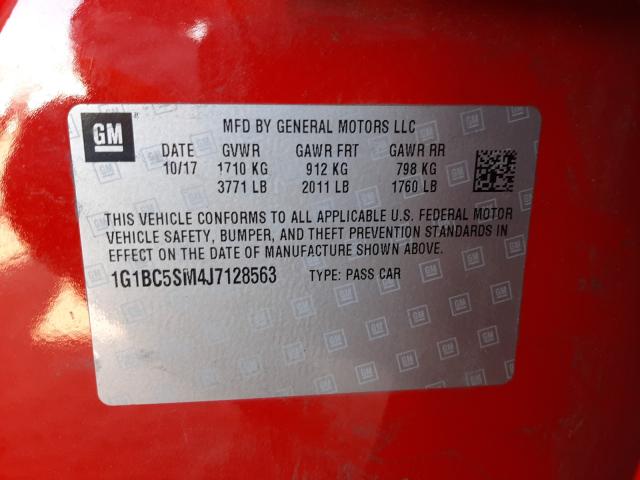 GM
MFD BY GENERAL MOTORS LLC
DATE GVWR GAWR FRT GAWR RR
10/17 1710 KG 912 KG 798 KG
3771 LB 2011 LB 1760 LB
THIS VEHICLE CONFORMS TO ALL APPLICABLE U.S. FEDERAL MOTOR
VEHICLE SAFETY, BUMPER, AND THEFT PREVENTION STANDARDS IN
EFFECT ON THE DATE OF MANUFACTURE SHOWN ABOVE.
1G1BC5SM4J7128563 TYPE: PASS CAR